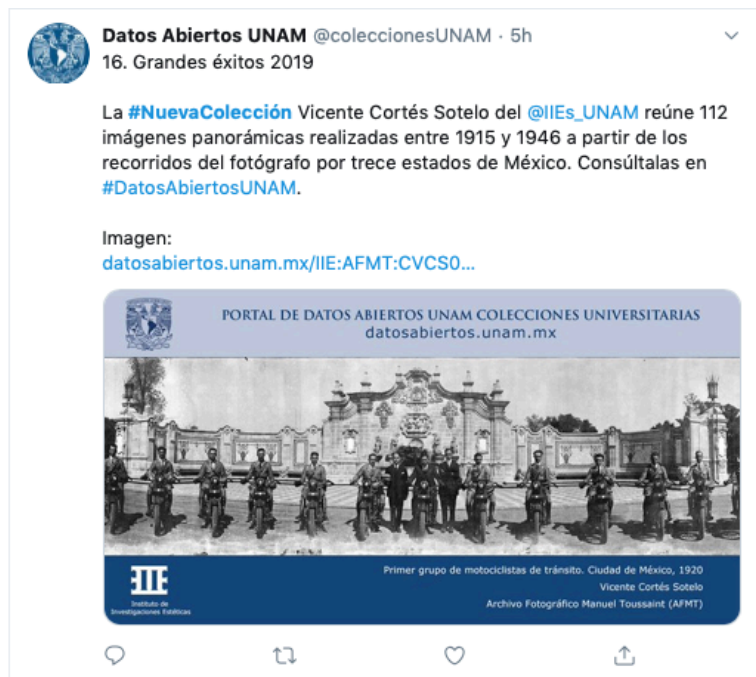 Datos Abiertos UNAM @coleccionesUNAM · 5h
16. Grandes éxitos 2019
La #NuevaColección Vicente Cortés Sotelo del @IIEs_UNAM reúne 112
imágenes panorámicas realizadas entre 1915 y 1946 a partir de los
recorridos del fotógrafo por trece estados de México. Consúltalas en
#DatosAbiertosUNAM.
Imagen:
datosabiertos.unam.mx/IIE:AFMT:CVCS0...
PORTAL DE DATOS ABIERTOS UNAM COLECCIONES UNIVERSITARIAS
datosabiertos.unam.mx
Primer grupo de motociclistas de tránsito. Ciudad de México, 1920
Vicente Cortés Sotelo
Archivo Fotográfico Manuel Toussaint (AFMT)
IIE
Instituto de
Investigaciones Estéticas